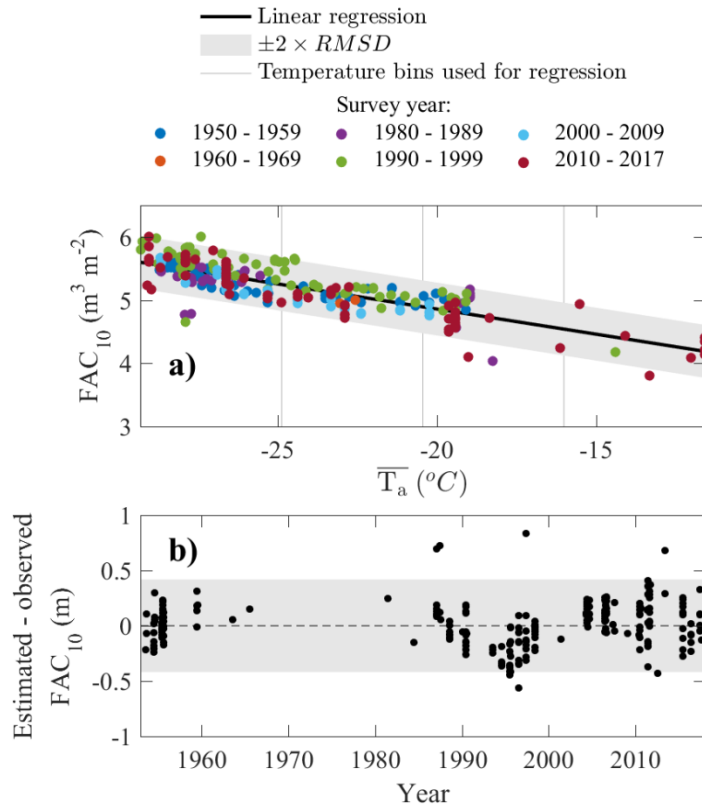 Linear regression
±2 × RMSD
Temperature bins used for regression
Survey year:
1950 - 1959 1980 - 1989 2000 - 2009
1960 - 1969 1990 - 1999 2010 - 2017
6
5
4
3
FAC10 (m3 m-2)
a)
-25 -20 -15
Ta (oC)
1
0.5
0
-0.5
-1
Estimated - observed
FAC10 (m)
b)
1960 1970 1980 1990 2000 2010
Year